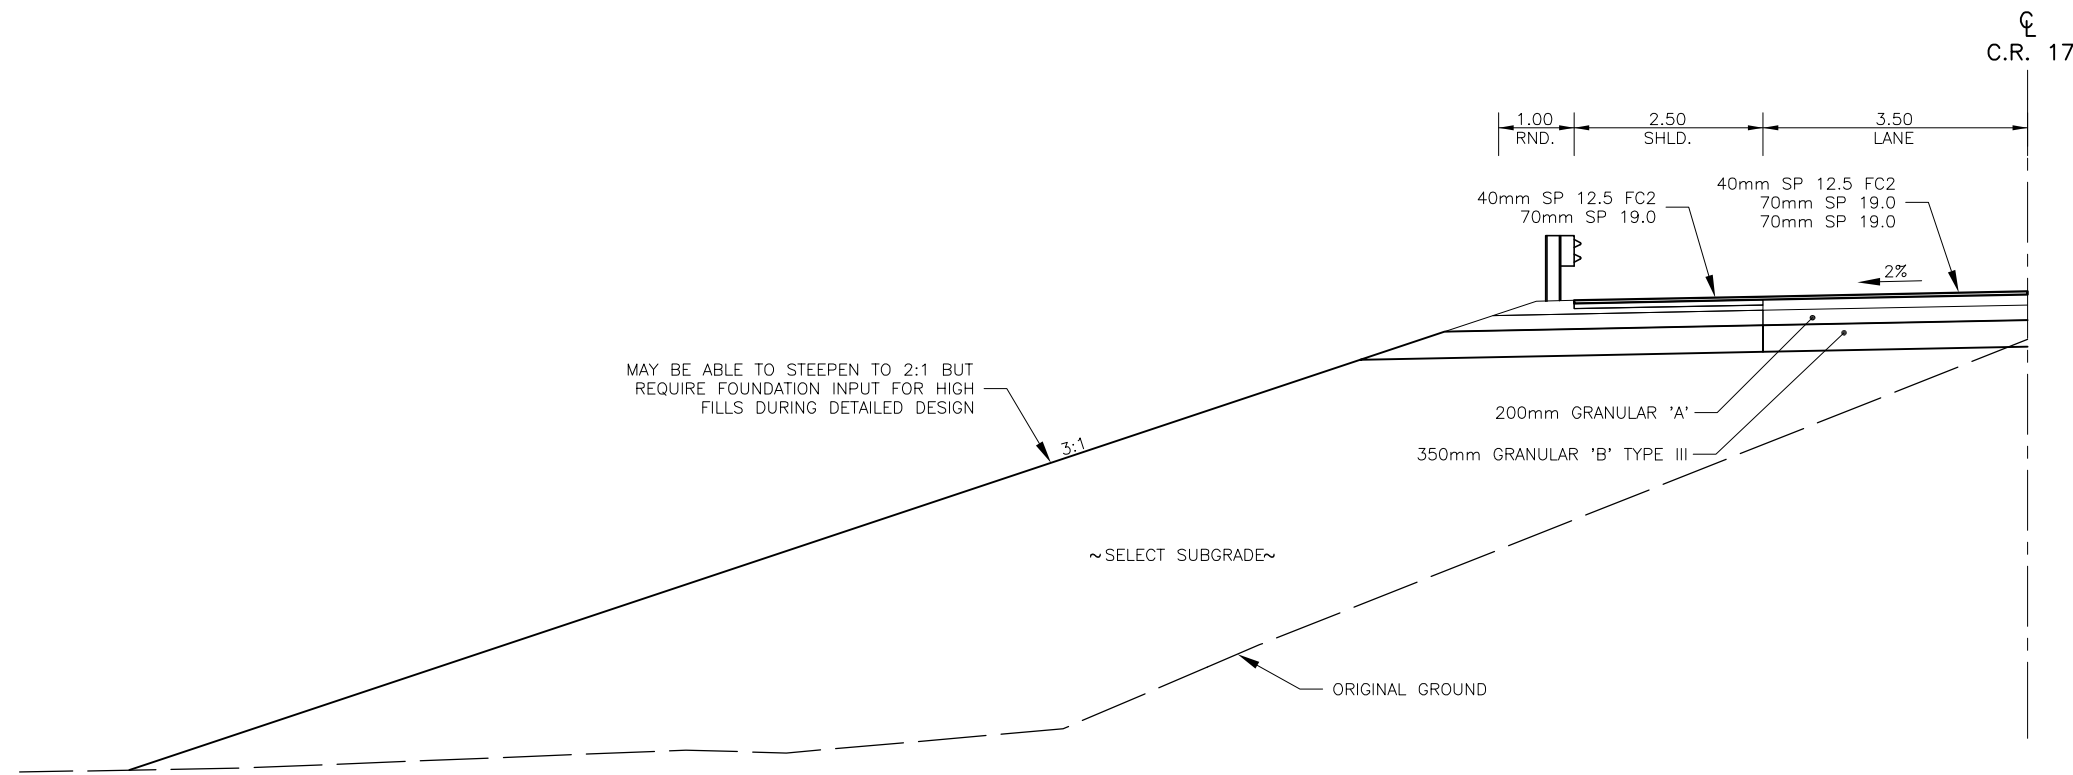 ℄
C.R. 17
1.00
RND.
2.50
SHLD.
3.50
LANE
40mm SP 12.5 FC2
70mm SP 19.0
40mm SP 12.5 FC2
70mm SP 19.0
70mm SP 19.0
2%
MAY BE ABLE TO STEEPEN TO 2:1 BUT
REQUIRE FOUNDATION INPUT FOR HIGH
FILLS DURING DETAILED DESIGN
3:1
200mm GRANULAR 'A'
350mm GRANULAR 'B' TYPE III
~SELECT SUBGRADE~
ORIGINAL GROUND